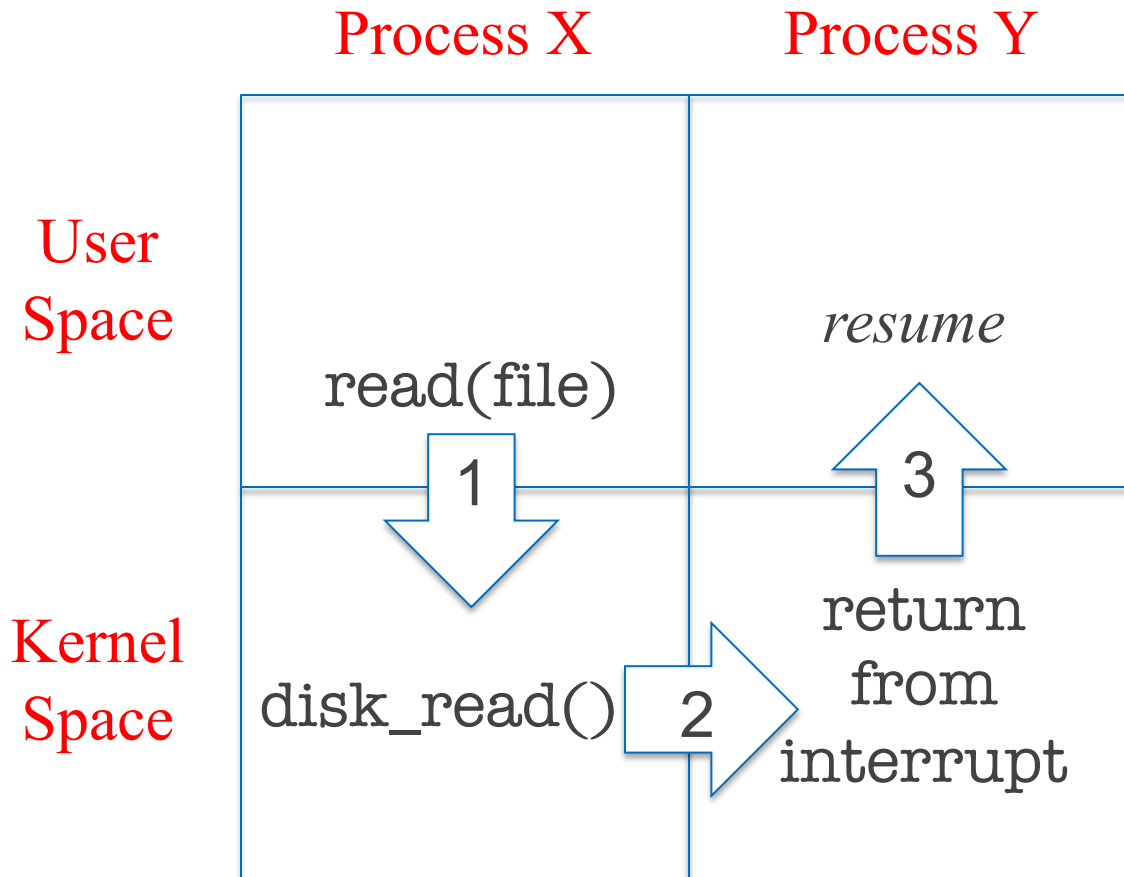 Process X
Process Y
User
Space
read(file)
resume
1
3
Kernel
Space
disk_read()
2
return
from
interrupt